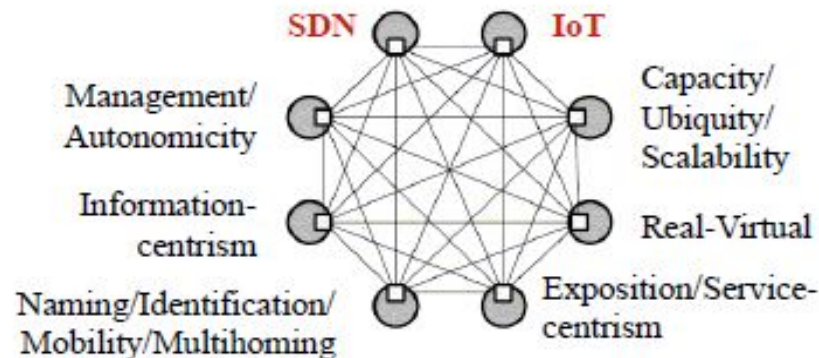 SDN
IoT
Management/
Autonomicity
Capacity/
Ubiquity/
Scalability
Information-
centrism
Real-Virtual
Naming/Identification/
Mobility/Multihoming
Exposition/Service-
centrism